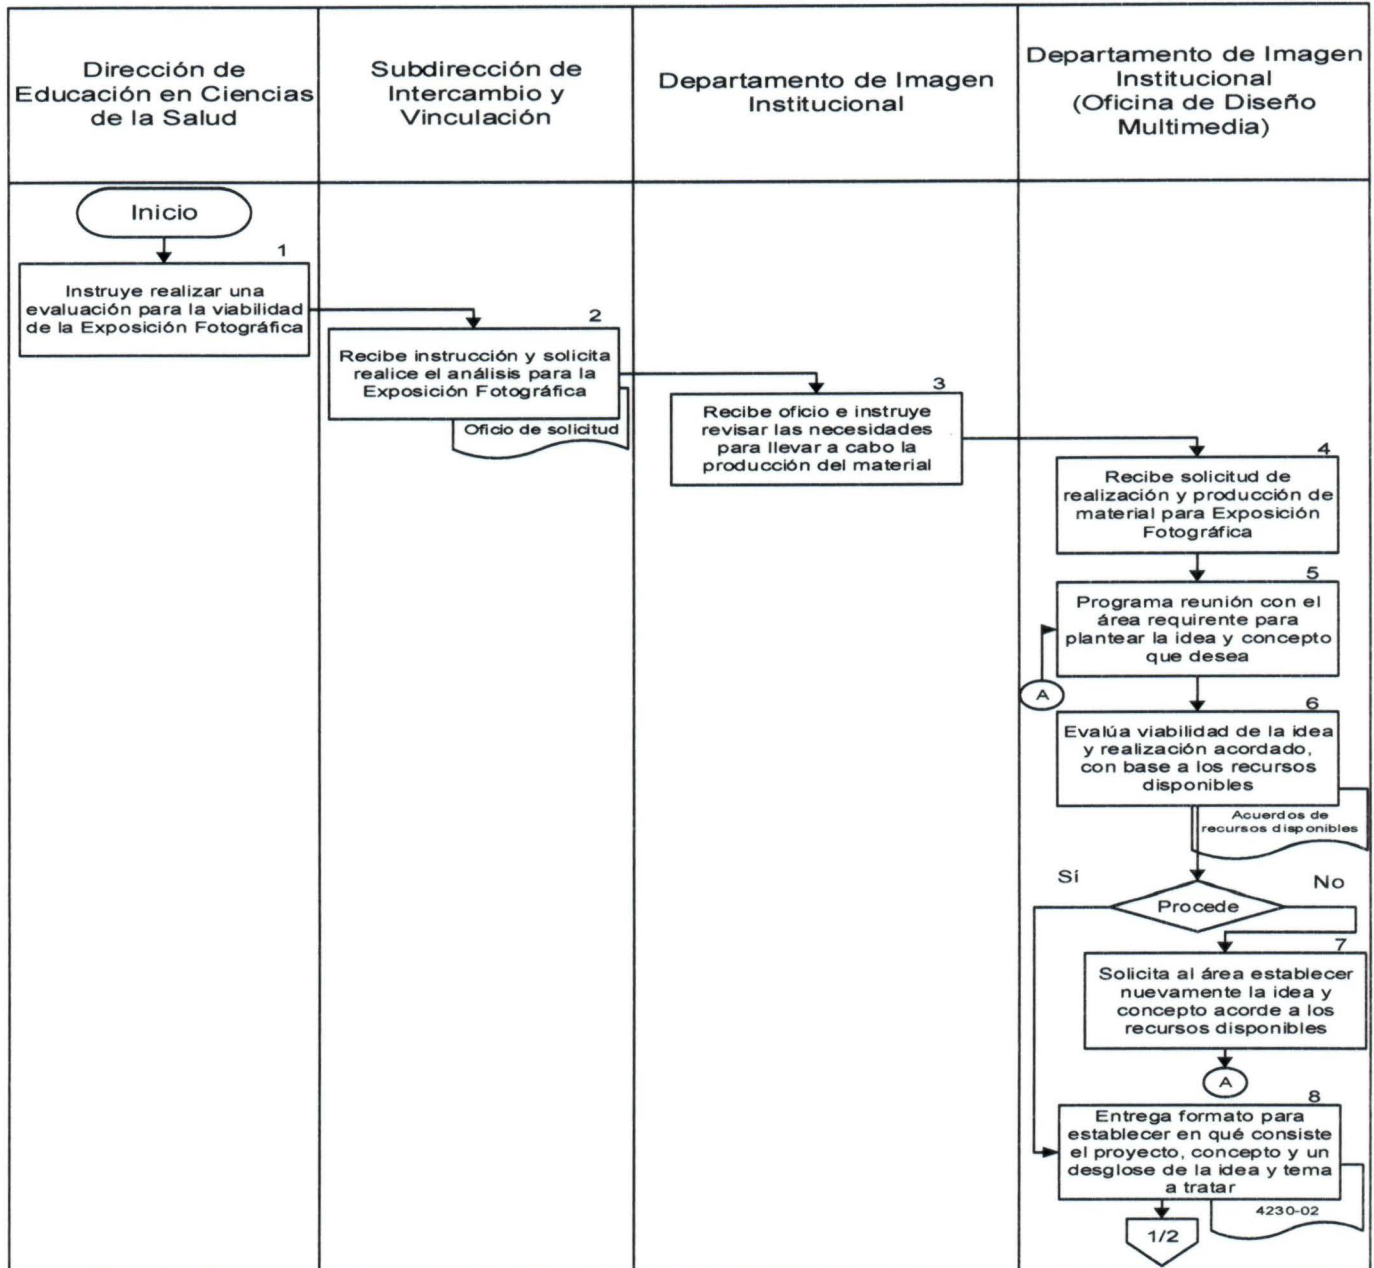 Dirección de
Educación en Ciencias
de la Salud
Subdirección de
Intercambio y
Vinculación
Departamento de Imagen
Institucional
Departamento de Imagen
Institucional
(Oficina de Diseño
Multimedia)
Inicio
1
Instruye realizar una
evaluación para la viabilidad
de la Exposición Fotográfica
2
Recibe instrucción y solicita
realice el análisis para la
Exposición Fotográfica
Oficio de solicitud
3
Recibe oficio e instruye
revisar las necesidades
para llevar a cabo la
producción del material
4
Recibe solicitud de
realización y producción de
material para Exposición
Fotográfica
5
Programa reunión con el
área requirente para
plantear la idea y concepto
que desea
A
6
Evalúa viabilidad de la idea
y realización acordado,
con base a los recursos
disponibles
Acuerdos de
recursos disponibles
Sí
No
Procede
7
Solicita al área establecer
nuevamente la idea y
concepto acorde a los
recursos disponibles
A
8
Entrega formato para
establecer en qué consiste
el proyecto, concepto y un
desglose de la idea y tema
a tratar
4230-02
1/2